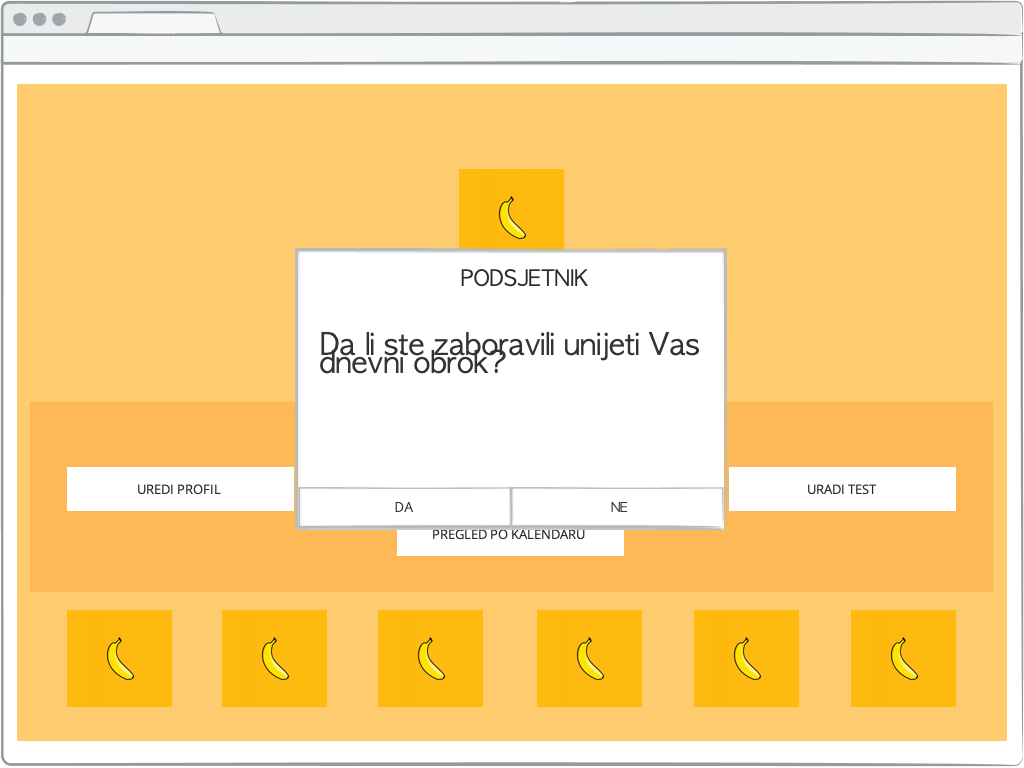 PODSJETNIK
Da li ste zaboravili unijeti Vas
dnevni obrok?
UREDI PROFIL
URADI TEST
DA
NE
PREGLED PO KALENDARU